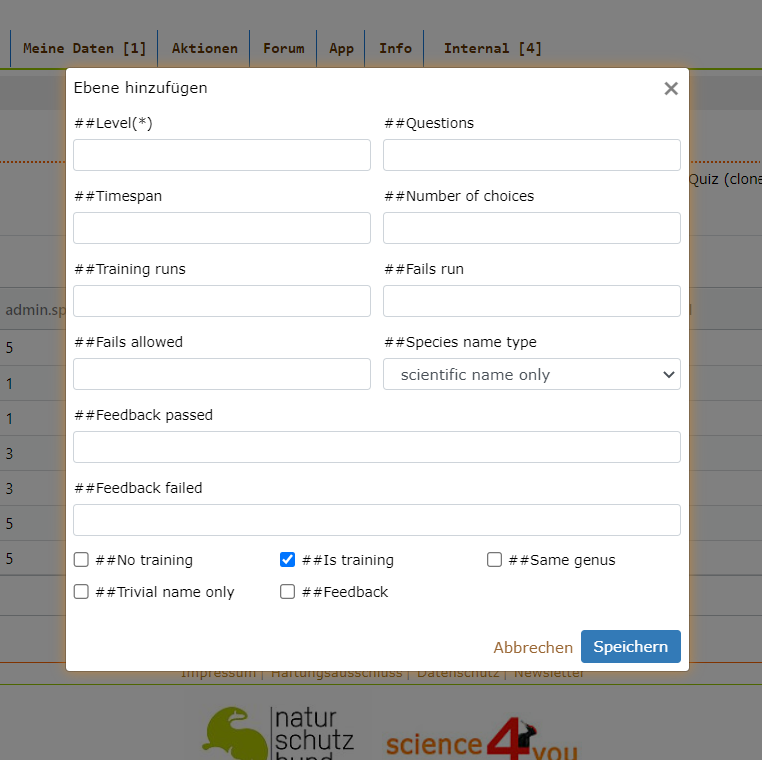 Meine Daten [1] Aktionen Forum App Info Internal [4]
Ebene hinzufügen ×
##Level(*) ##Questions
Quiz (clone
##Timespan ##Number of choices
##Training runs ##Fails run
admin.sp
##Fails allowed ##Species name type
5
scientific name only
1
##Feedback passed
1
3
##Feedback failed
3
5
5
##No training ##Is training ##Same genus
##Trivial name only ##Feedback
Abbrechen Speichern
Impressum | Haftungsausschluss | Datenschutz | Newsletter
natur
schutz
bund
science4you